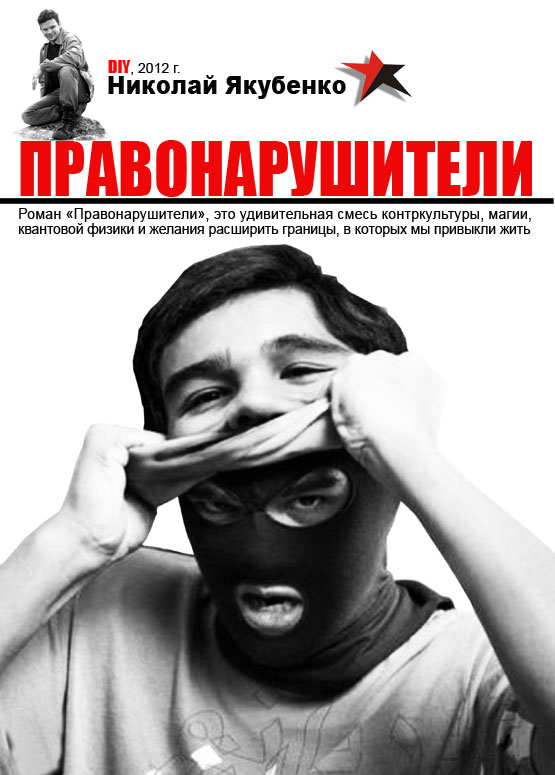 DIY, 2012 г.
Николай Якубенко
ПРАВОНАРУШИТЕЛИ
Роман «Правонарушители», это удивительная смесь контркультуры, магии,
квантовой физики и желания расширить границы, в которых мы привыкли жить